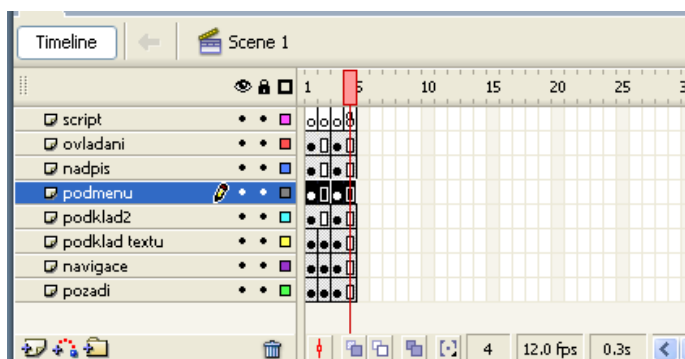 Timeline Scene 1
1 5 10 15 20 25 3
script
ovladani
nadpis
podmenu
podklad2
podklad textu
navigace
pozadi
4 12.0 fps 0.3s